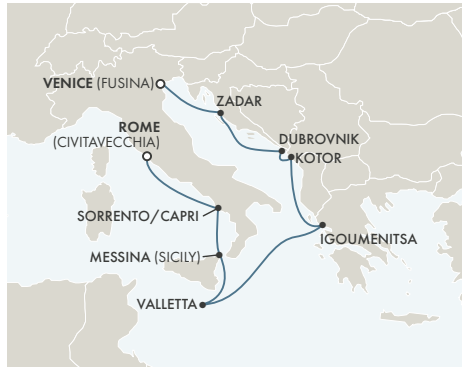 VENICE (FUSINA)
ZADAR
ROME
(CIVITAVECCHIA)
DUBROVNIK
KOTOR
SORRENTO/CAPRI
IGOUMENITSA
MESSINA (SICILY)
VALLETTA